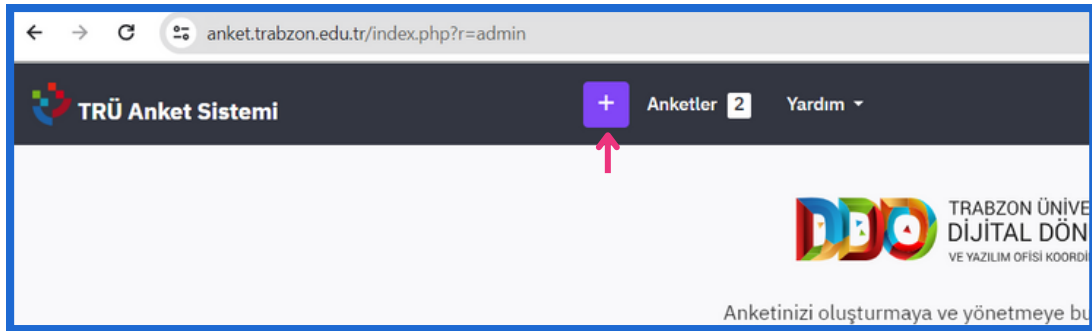 anket.trabzon.edu.tr/index.php?r=admin
TRÜ Anket Sistemi
+ Anketler 2 Yardım
DDO
TRABZON ÜNİVE
DİJİTAL DÖN
VE YAZILIM OFİSİ KOORDİ
Anketinizi oluşturmaya ve yönetmeye bu